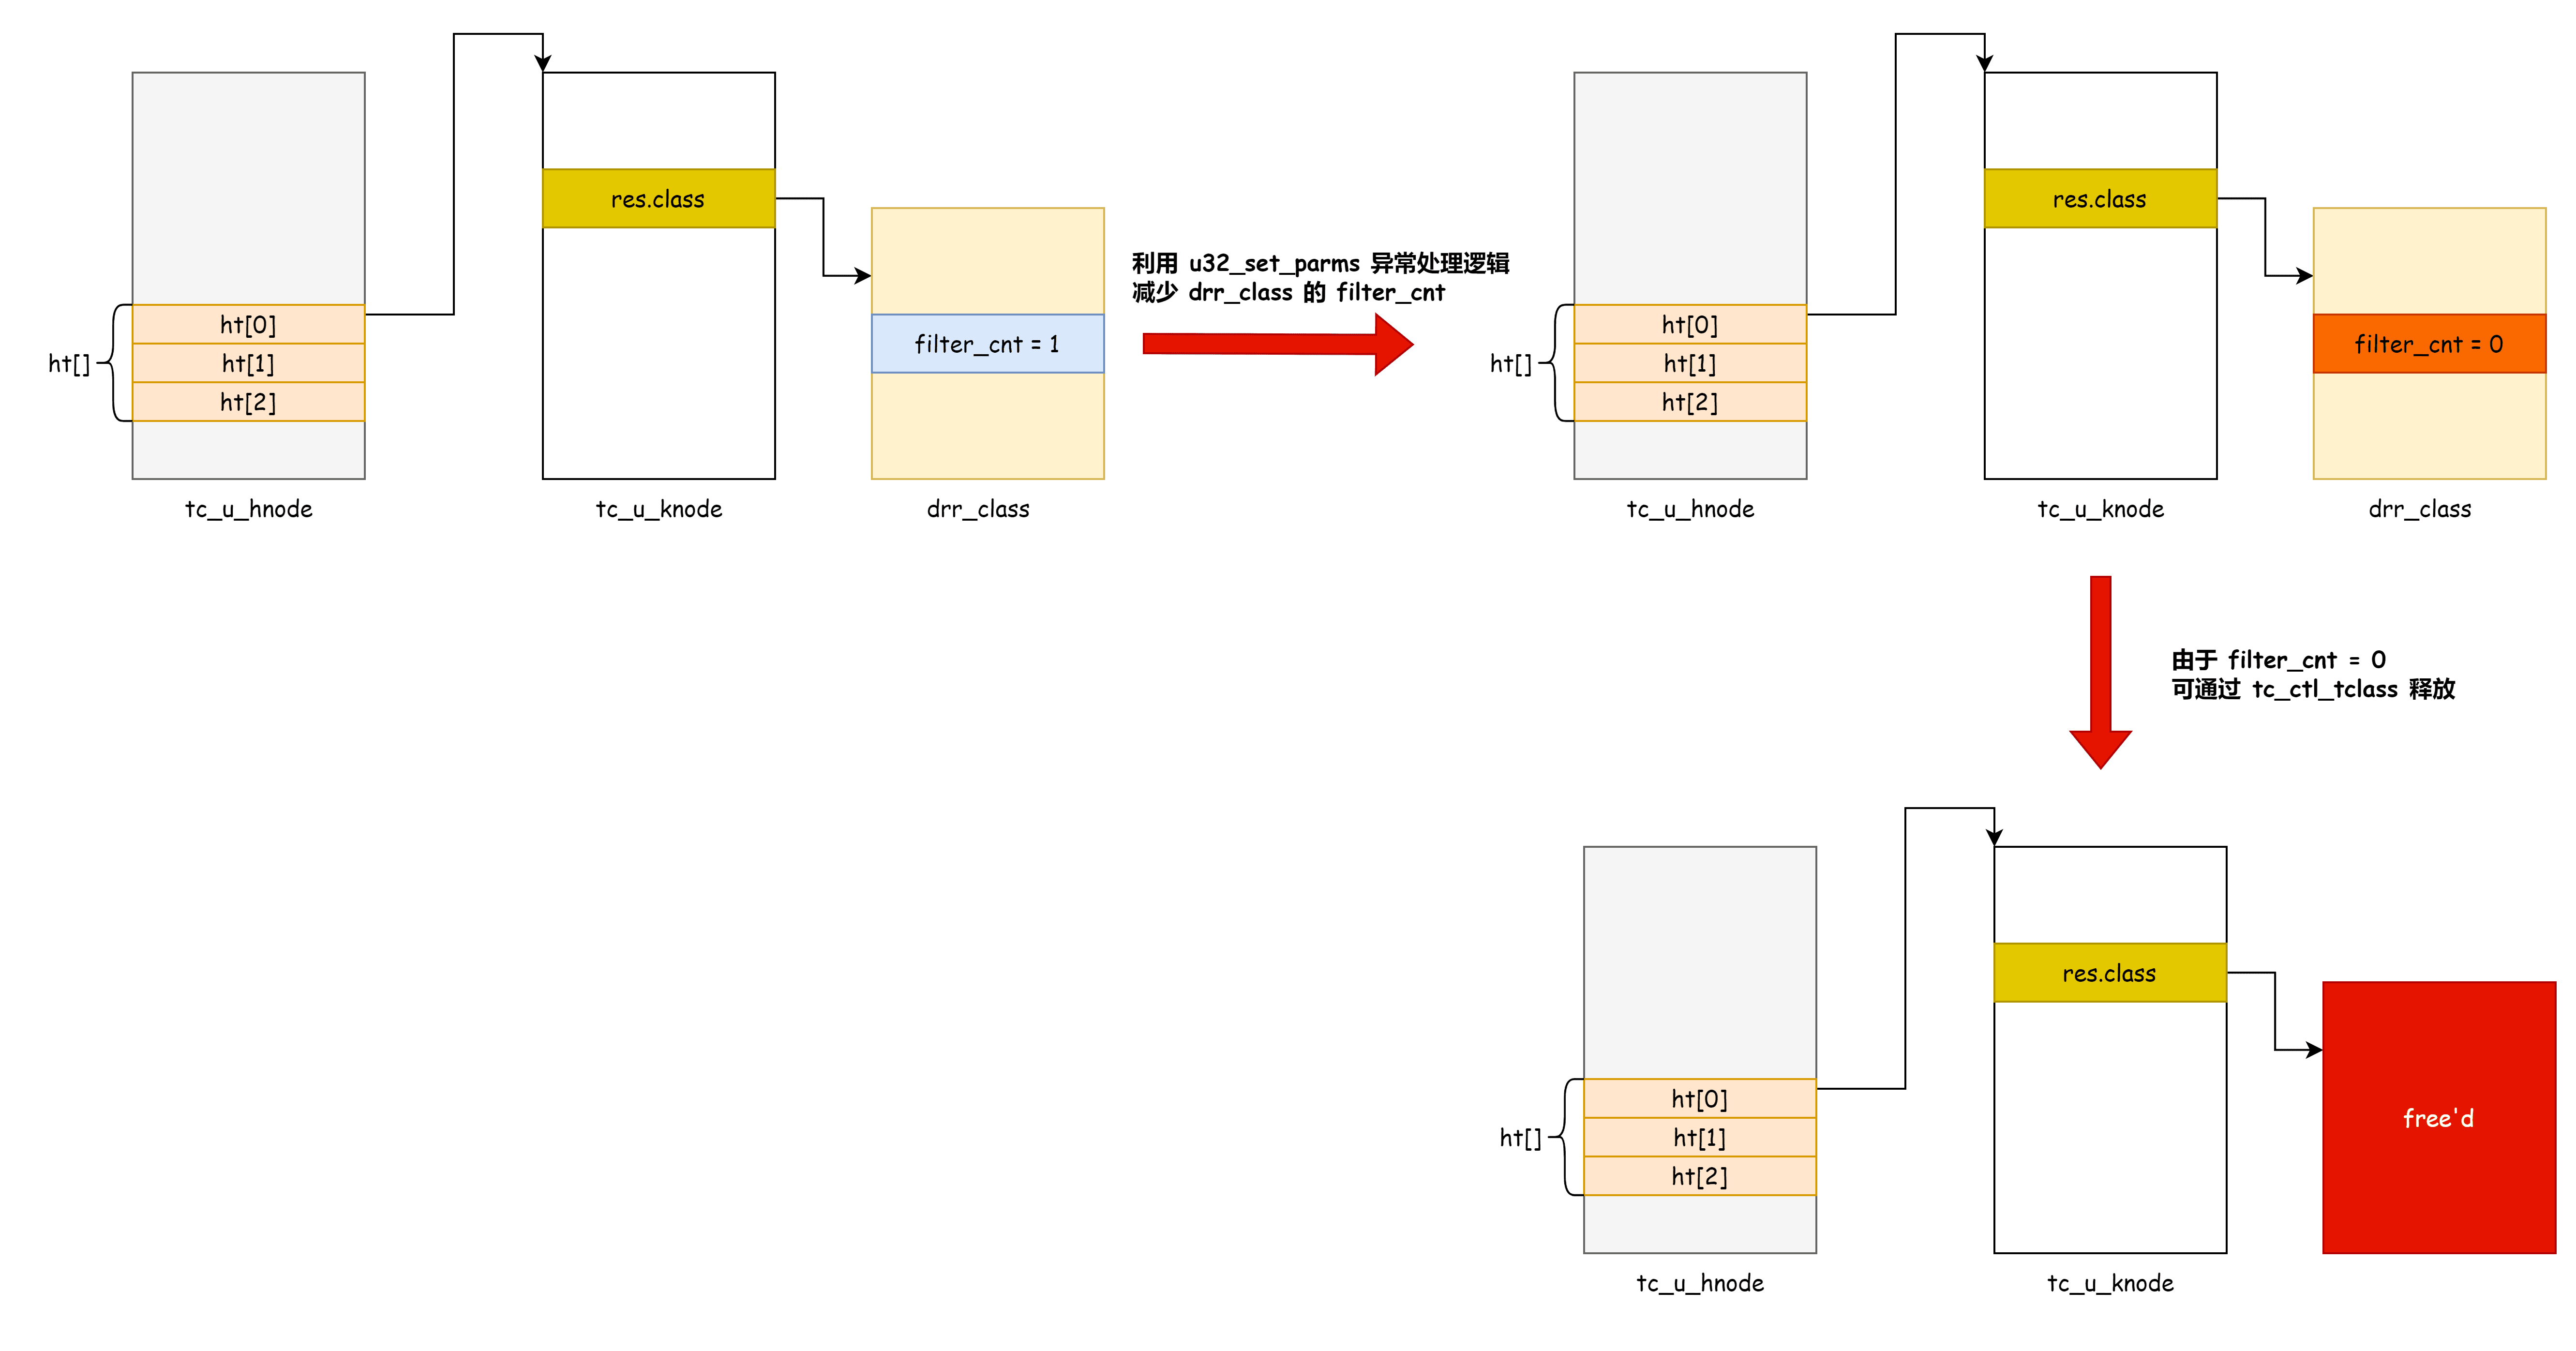 res.class
filter_cnt = 1
ht[]
ht[0]
ht[1]
ht[2]
tc_u_hnode
tc_u_knode
drr_class
利用 u32_set_parms 异常处理逻辑
减少 drr_class 的 filter_cnt
res.class
filter_cnt = 0
ht[]
ht[0]
ht[1]
ht[2]
tc_u_hnode
tc_u_knode
drr_class
由于 filter_cnt = 0
可通过 tc_ctl_tclass 释放
res.class
free'd
ht[]
ht[0]
ht[1]
ht[2]
tc_u_hnode
tc_u_knode